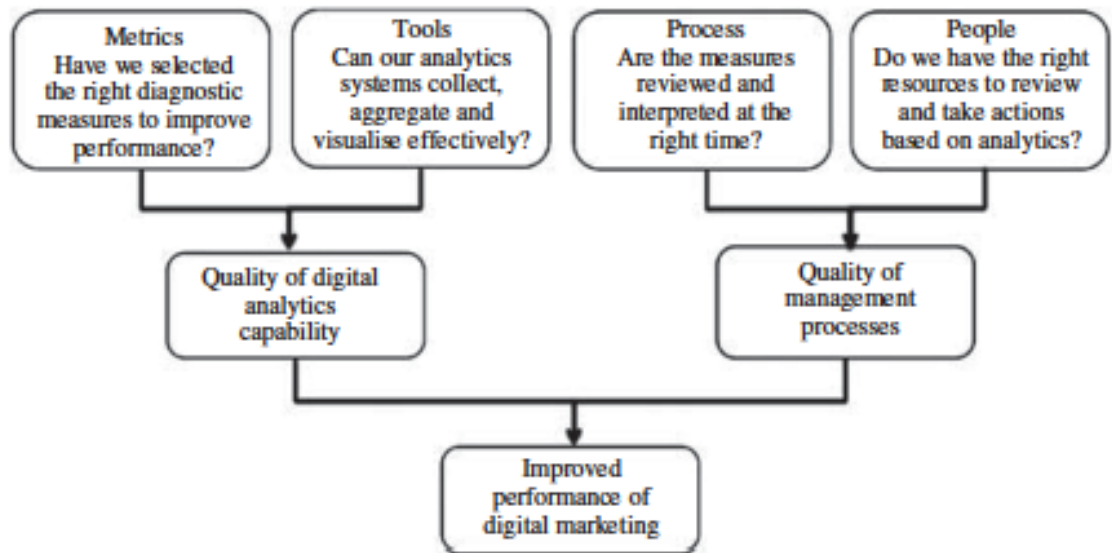 Metrics
Have we selected
the right diagnostic
measures to improve
performance?
Tools
Can our analytics
systems collect,
aggregate and
visualise effectively?
Process
Are the measures
reviewed and
interpreted at the
right time?
People
Do we have the right
resources to review
and take actions
based on analytics?
Quality of digital
analytics
capability
Quality of
management
processes
Improved
performance of
digital marketing